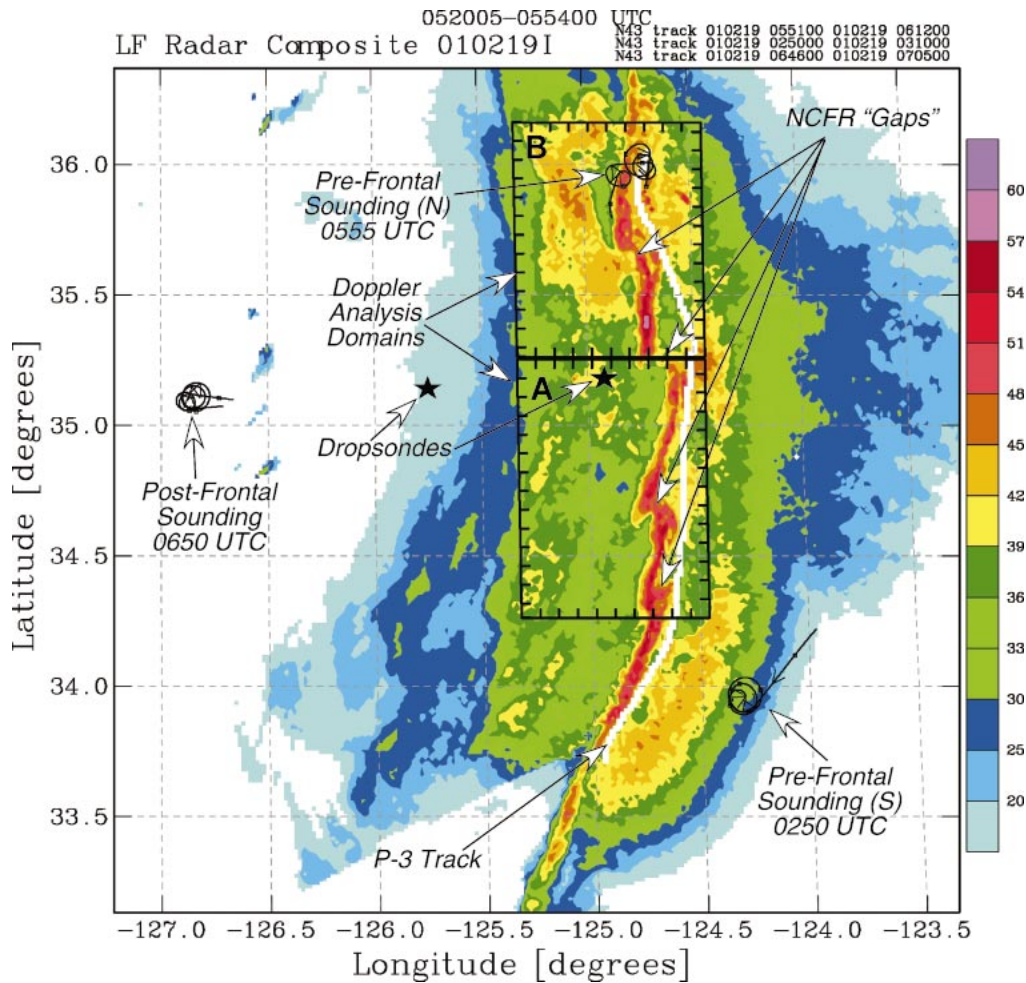 052005-055400 UTC
LF Radar Composite 010219I
N43 track 010219 055100 010219 061200
N43 track 010219 025000 010219 031000
N43 track 010219 064600 010219 070500
NCFR “Gaps”
B
Pre-Frontal
Sounding (N)
0555 UTC
Doppler
Analysis
Domains
A
Dropsondes
Post-Frontal
Sounding
0650 UTC
Pre-Frontal
Sounding (S)
0250 UTC
P-3 Track
36.0
35.5
35.0
34.5
34.0
33.5
Latitude [degrees]
60
57
54
51
48
45
42
39
36
33
30
25
20
-127.0 -126.5 -126.0 -125.5 -125.0 -124.5 -124.0 -123.5
Longitude [degrees]